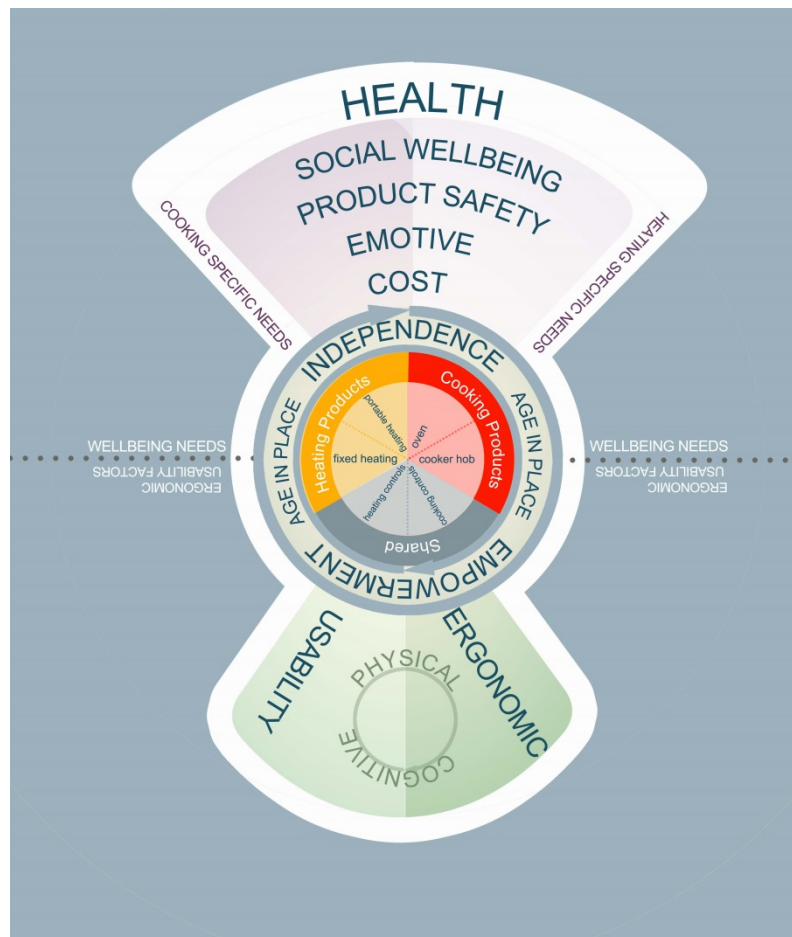 HEALTH
SOCIAL WELLBEING
PRODUCT SAFETY
EMOTIVE
COST
COOKING SPECIFIC NEEDS
HEATING SPECIFIC NEEDS
INDEPENDENCE
AGE IN PLACE
AGE IN PLACE
Heating Products
Cooking Products
portable heating
oven
fixed heating
cooker hob
heating controls
cooking controls
Shared
WELLBEING NEEDS
WELLBEING NEEDS
ERGONOMIC
USABILITY FACTORS
ERGONOMIC
USABILITY FACTORS
EMPOWERMENT
USABILITY
ERGONOMIC
PHYSICAL
COGNITIVE